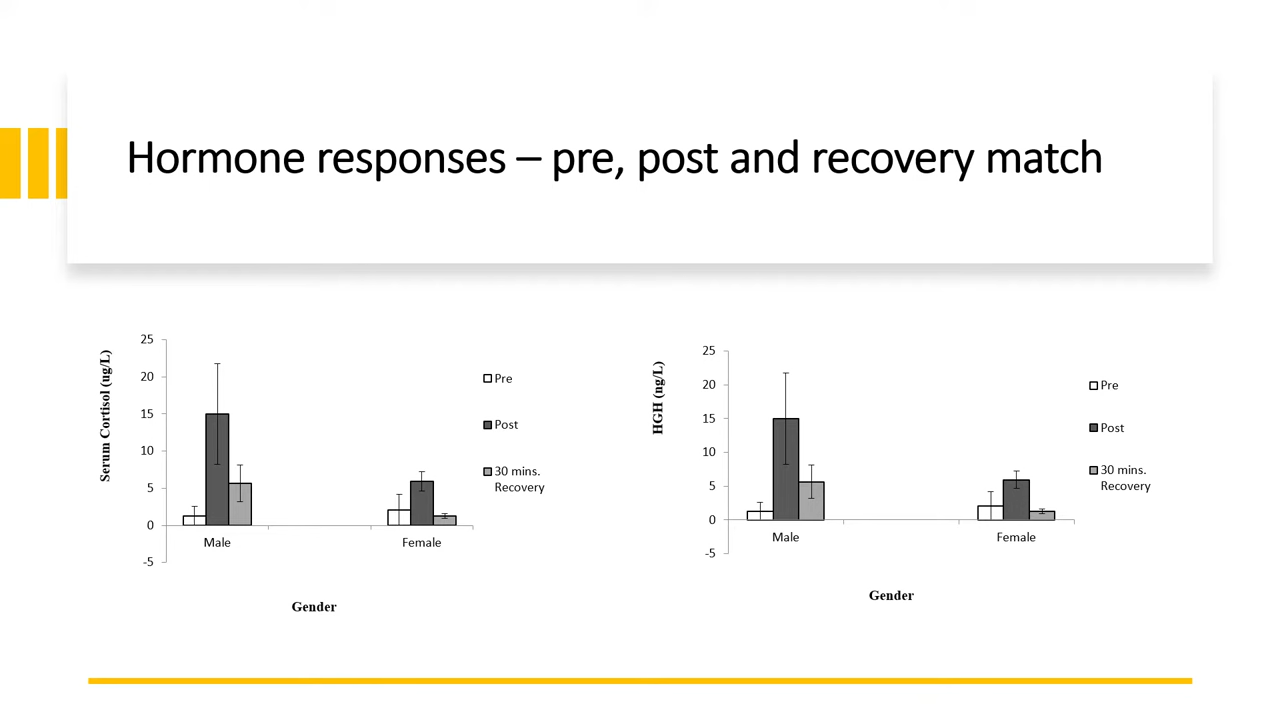 Hormone responses – pre, post and recovery match
Serum Cortisol (ug/L)
25
20
15
10
5
0
-5
Male
Female
Gender
Pre
Post
30 mins.
Recovery
HGH (ng/L)
25
20
15
10
5
0
-5
Male
Female
Gender
Pre
Post
30 mins.
Recovery